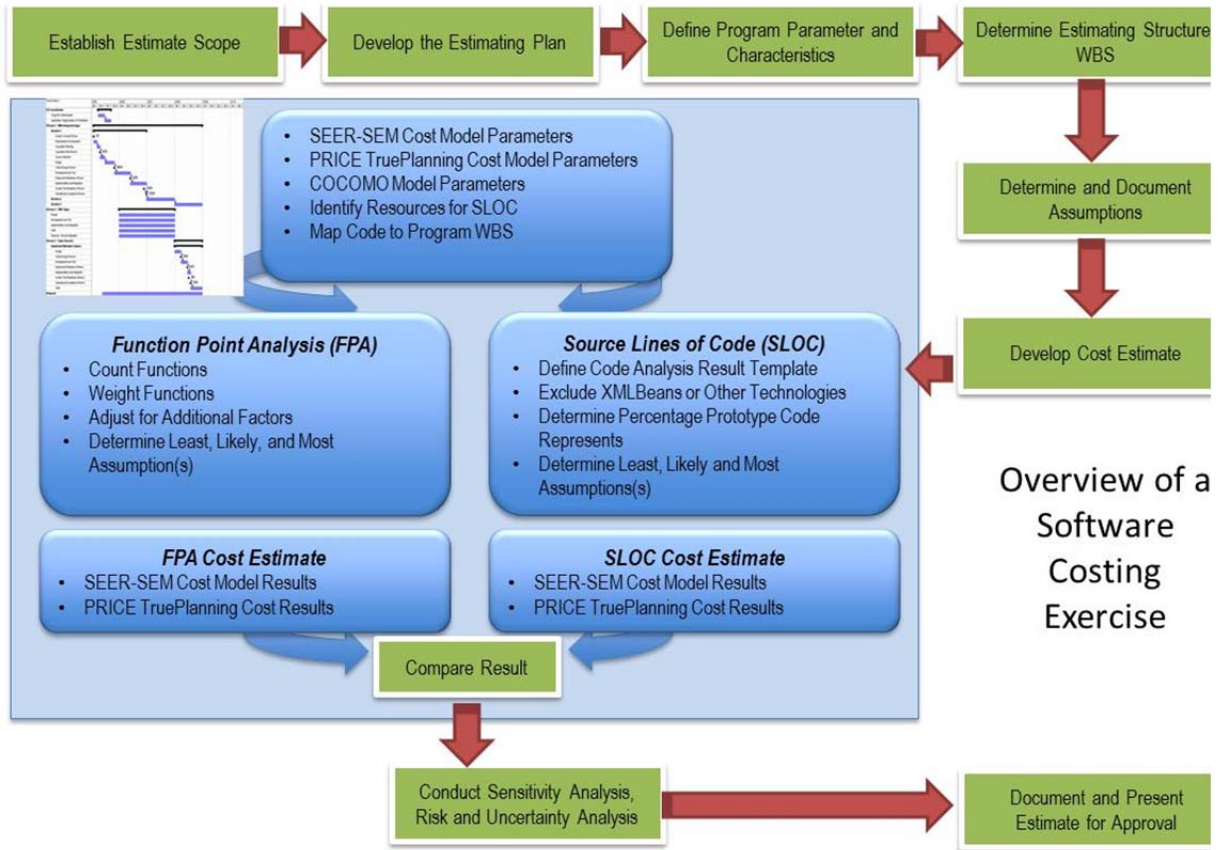 Establish Estimate Scope
Develop the Estimating Plan
Define Program Parameter and
Characteristics
Determine Estimating Structure
WBS
• SEER-SEM Cost Model Parameters
• PRICE TruePlanning Cost Model Parameters
• COCOMO Model Parameters
• Identify Resources for SLOC
• Map Code to Program WBS
Determine and Document
Assumptions
Function Point Analysis (FPA)
• Count Functions
• Weight Functions
• Adjust for Additional Factors
• Determine Least, Likely, and Most
Assumption(s)
Source Lines of Code (SLOC)
• Define Code Analysis Result Template
• Exclude XMLBeans or Other Technologies
• Determine Percentage Prototype Code
Represents
• Determine Least, Likely and Most
Assumptions(s)
Develop Cost Estimate
FPA Cost Estimate
• SEER-SEM Cost Model Results
• PRICE TruePlanning Cost Results
SLOC Cost Estimate
• SEER-SEM Cost Model Results
• PRICE TruePlanning Cost Results
Overview of a
Software
Costing
Exercise
Compare Result
Conduct Sensitivity Analysis,
Risk and Uncertainty Analysis
Document and Present
Estimate for Approval